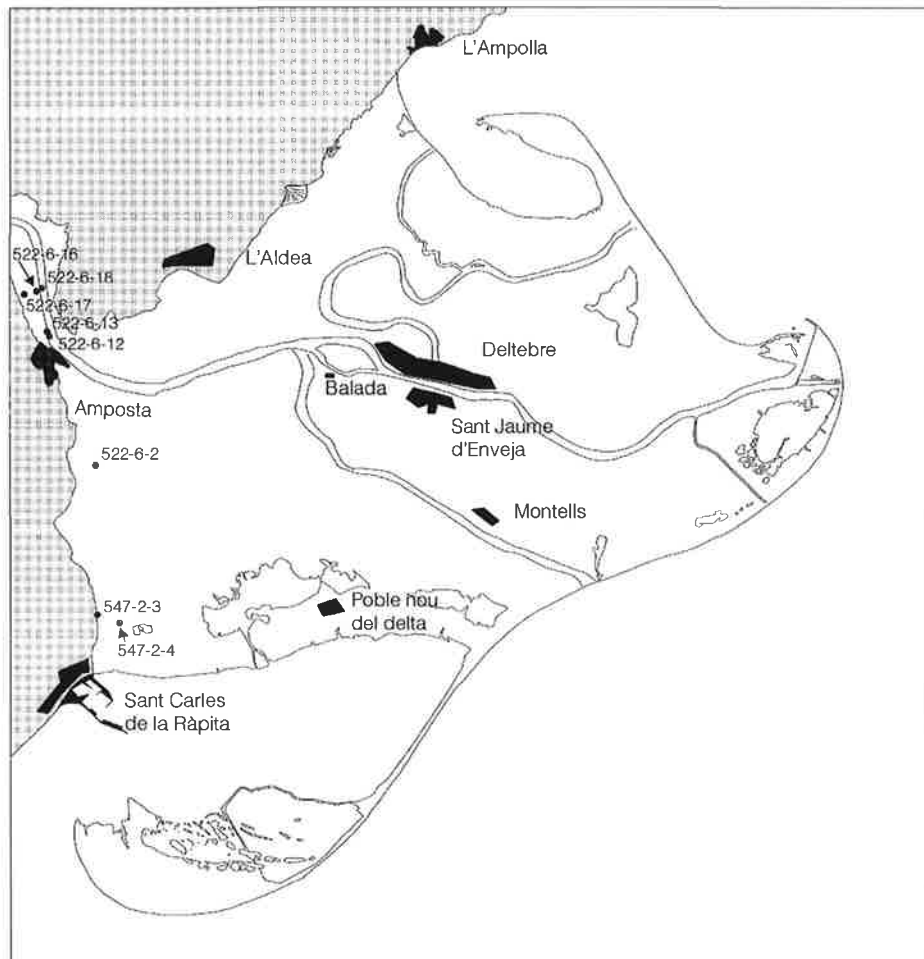 L'Ampolla
L'Aldea
522-6-16
522-6-18
522-6-17
522-6-13
522-6-12
Deltebre
Balada
Amposta
Sant Jaume
d'Enveja
522-6-2
Montells
547-2-3
Poble nou
del delta
547-2-4
Sant Carles
de la Ràpita